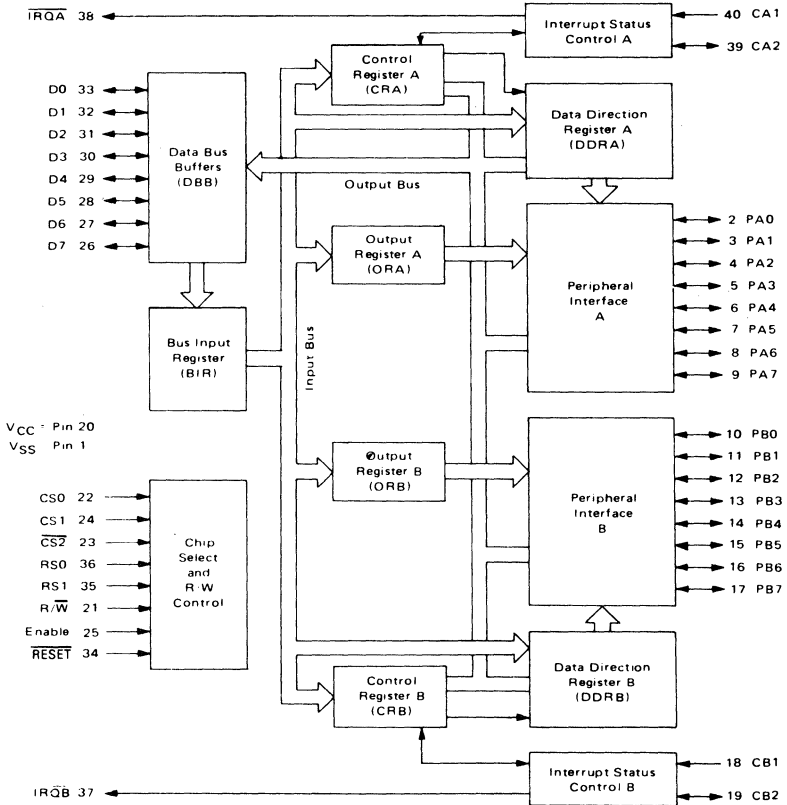 IRQA 38
Interrupt Status
Control A
40 CA1
39 CA2
Control
Register A
(CRA)
D0 33
D1 32
D2 31
D3 30
D4 29
D5 28
D6 27
D7 26
Data Bus
Buffers
(DBB)
Data Direction
Register A
(DDRA)
Output Bus
Output
Register A
(ORA)
Peripheral
Interface
A
2 PA0
3 PA1
4 PA2
5 PA3
6 PA4
7 PA5
8 PA6
9 PA7
Bus Input
Register
(BIR)
Input Bus
VCC = Pin 20
VSS Pin 1
Output
Register B
(ORB)
Peripheral
Interface
B
10 PB0
11 PB1
12 PB2
13 PB3
14 PB4
15 PB5
16 PB6
17 PB7
CS0 22
CS1 24
CS2 23
RS0 36
RS1 35
R/W 21
Enable 25
RESET 34
Chip
Select
and
R·W
Control
Control
Register B
(CRB)
Data Direction
Register B
(DDRB)
Interrupt Status
Control B
18 CB1
19 CB2
IRQB 37